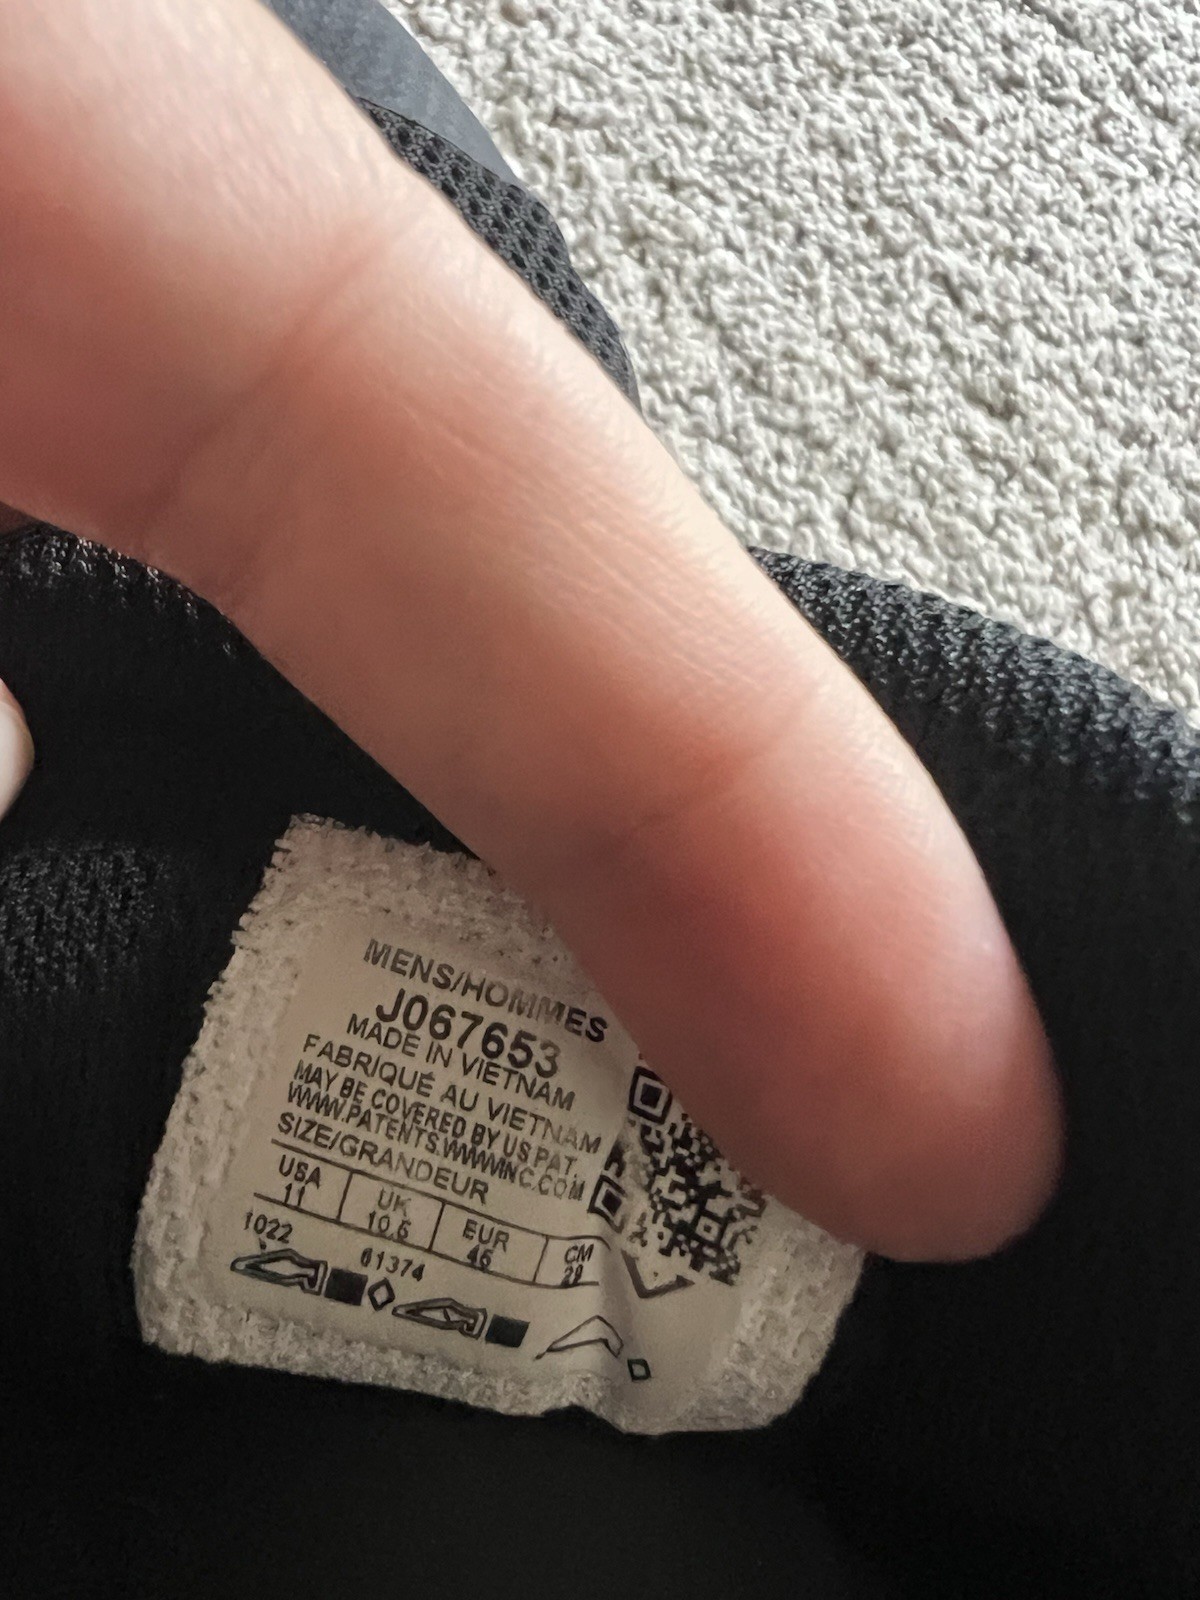 MENS/HOMMES
J067653
MADE IN VIETNAM
FABRIQUÉ AU VIETNAM
MAY BE COVERED BY US PAT.
WWW.PATENTS.WWWINC.COM
SIZE/GRANDEUR
USA UK EUR CM
11 10.5 46 29
1022 61374